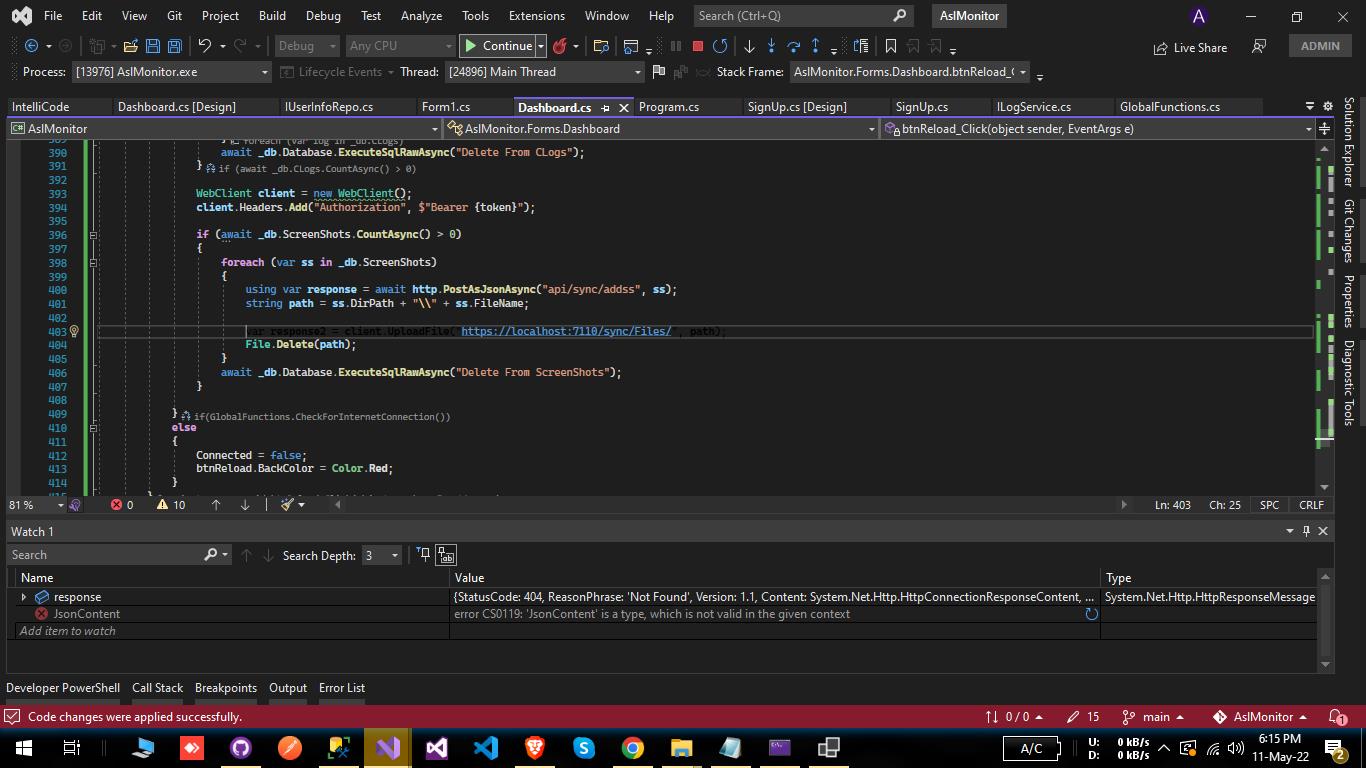 File Edit View Git Project Build Debug Test Analyze Tools Extensions Window Help Search (Ctrl+Q) AslMonitor A
Debug Any CPU Continue Live Share ADMIN
Process: [13976] AslMonitor.exe Lifecycle Events Thread: [24896] Main Thread Stack Frame: AslMonitor.Forms.Dashboard.btnReload_C
IntelliCode Dashboard.cs [Design] IUserInfoRepo.cs Form1.cs Dashboard.cs Program.cs SignUp.cs [Design] SignUp.cs ILogService.cs GlobalFunctions.cs
AslMonitor AslMonitor.Forms.Dashboard btnReload_Click(object sender, EventArgs e)
389 } foreach (var log in _db.CLogs)
390 await _db.Database.ExecuteSqlRawAsync("Delete From CLogs");
391 } if (await _db.CLogs.CountAsync() > 0)
392
393 WebClient client = new WebClient();
394 client.Headers.Add("Authorization", $"Bearer {token}");
395
396 if (await _db.ScreenShots.CountAsync() > 0)
397 {
398 foreach (var ss in _db.ScreenShots)
399 {
400 using var response = await http.PostAsJsonAsync("api/sync/addss", ss);
401 string path = ss.DirPath + "\\" + ss.FileName;
402
403 var response2 = client.UploadFile("https://localhost:7110/sync/Files/", path);
404 File.Delete(path);
405 }
406 await _db.Database.ExecuteSqlRawAsync("Delete From ScreenShots");
407 }
408
409 } if(GlobalFunctions.CheckForInternetConnection())
410 else
411 {
412 Connected = false;
413 btnReload.BackColor = Color.Red;
414 }
415
81 % 0 10 Ln: 403 Ch: 25 SPC CRLF
Solution Explorer
Git Changes
Properties
Diagnostic Tools
Watch 1
Search Search Depth: 3
Name Value Type
response {StatusCode: 404, ReasonPhrase: 'Not Found', Version: 1.1, Content: System.Net.Http.HttpConnectionResponseContent, ... System.Net.Http.HttpResponseMessage
JsonContent error CS0119: 'JsonContent' is a type, which is not valid in the given context
Add item to watch
Developer PowerShell Call Stack Breakpoints Output Error List
Code changes were applied successfully. 0 / 0 15 main AslMonitor 1
A/C U: 0 kB/s 6:15 PM
D: 0 kB/s 11-May-22 2